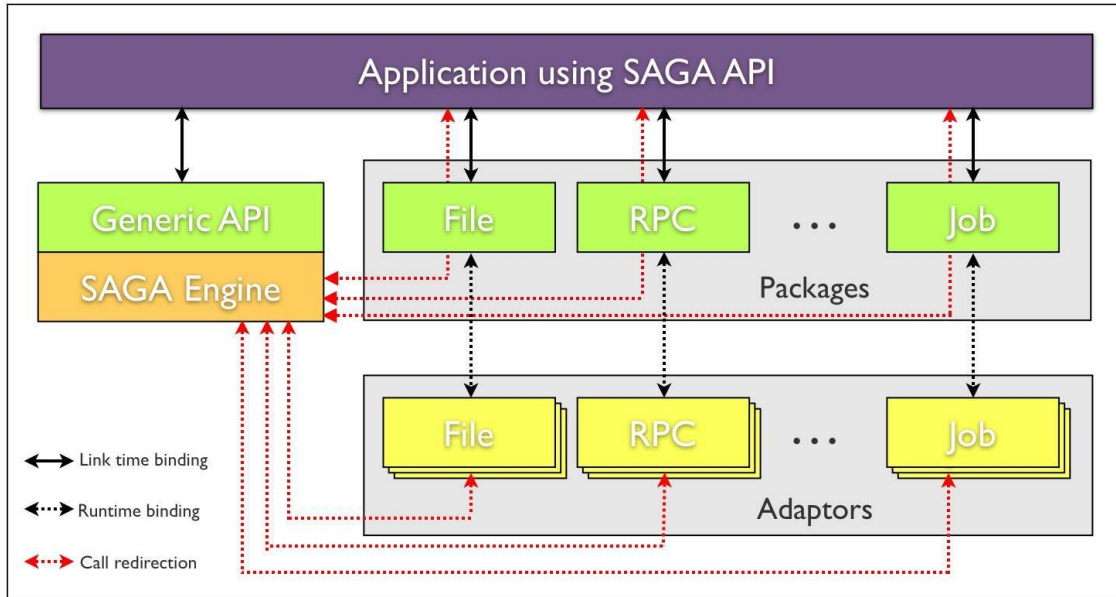 Application using SAGA API
Generic API
SAGA Engine
File
RPC
...
Job
Packages
File
RPC
...
Job
Adaptors
Link time binding
Runtime binding
Call redirection